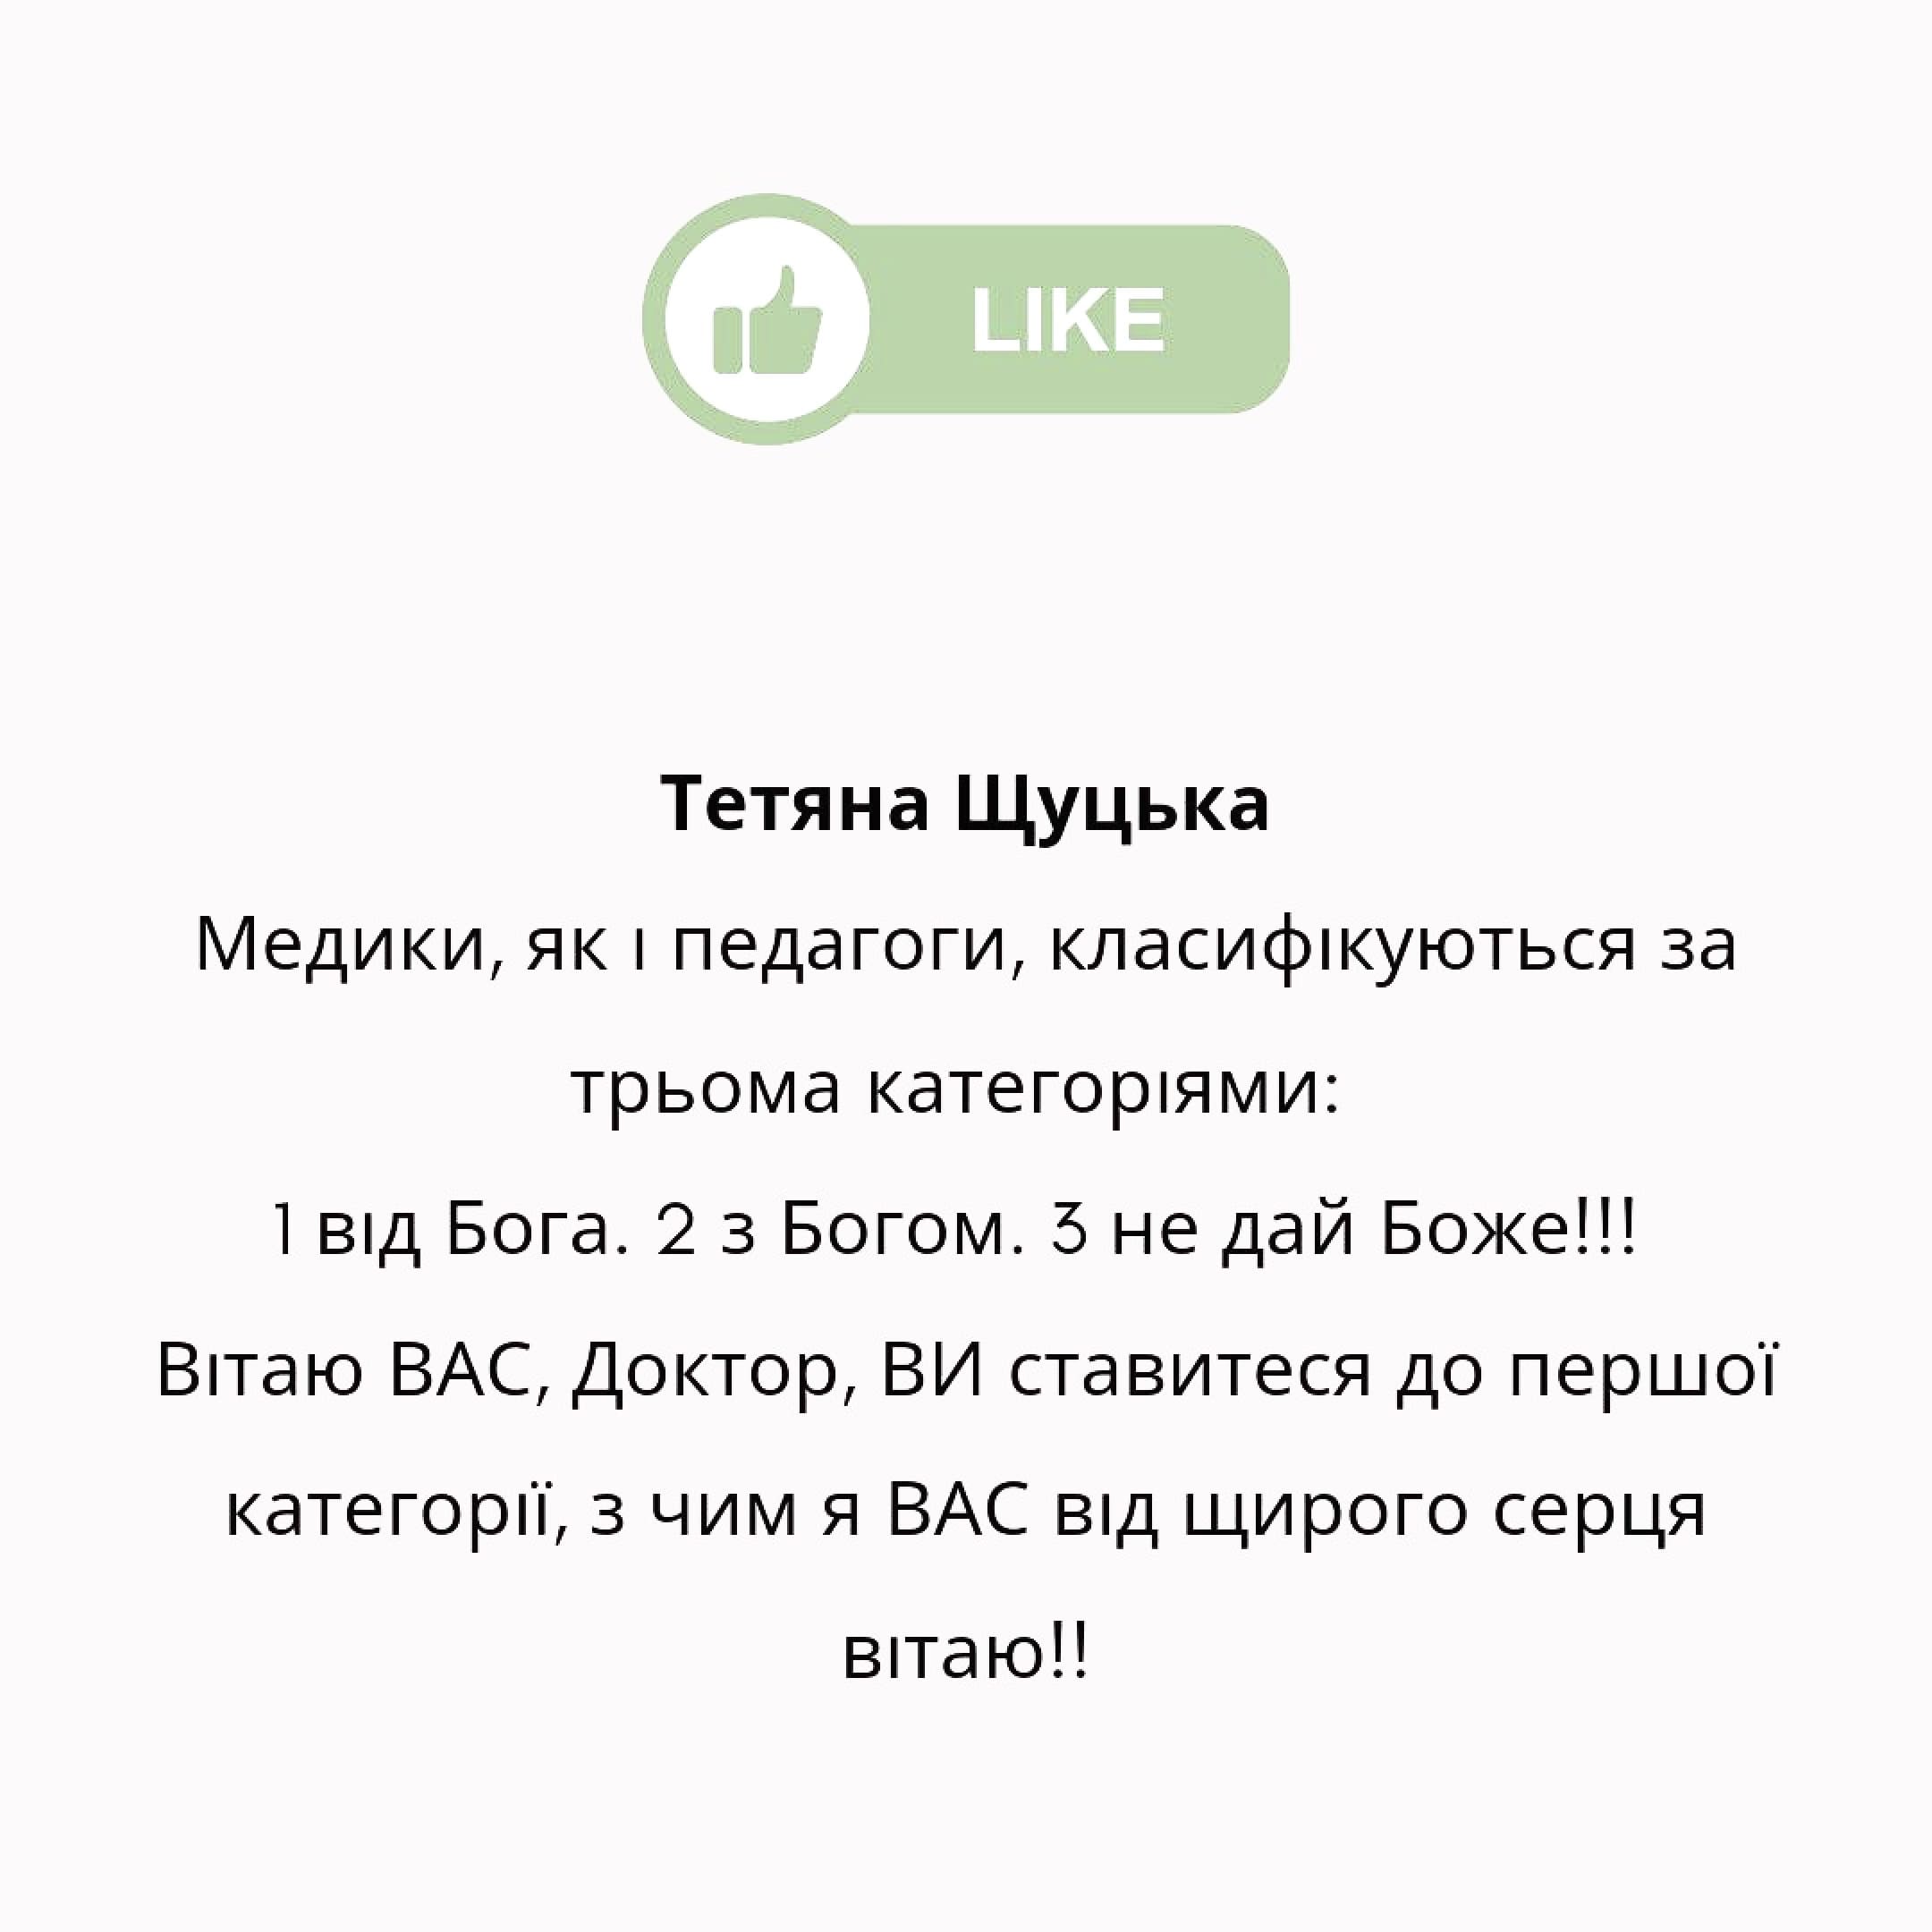 LIKE
Тетяна Щуцька
Медики, як і педагоги, класифікуються за
трьома категоріями:
1 від Бога. 2 з Богом. 3 не дай Боже!!!
Вітаю ВАС, Доктор, ВИ ставитеся до першої
категорії, з чим я ВАС від щирого серця
вітаю!!